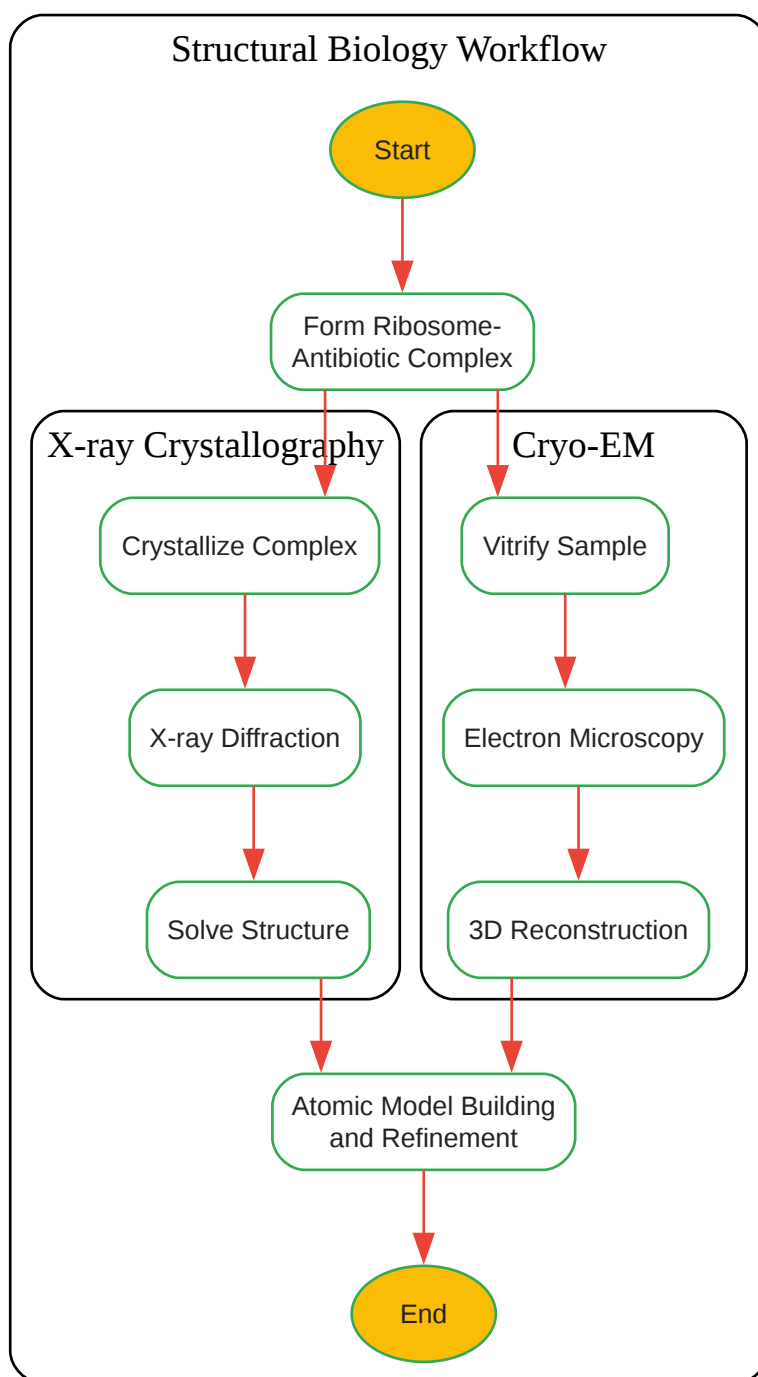 Structural Biology Workflow
Start
Form Ribosome-
Antibiotic Complex
X-ray Crystallography
Crystallize Complex
X-ray Diffraction
Solve Structure
Cryo-EM
Vitrify Sample
Electron Microscopy
3D Reconstruction
Atomic Model Building
and Refinement
End